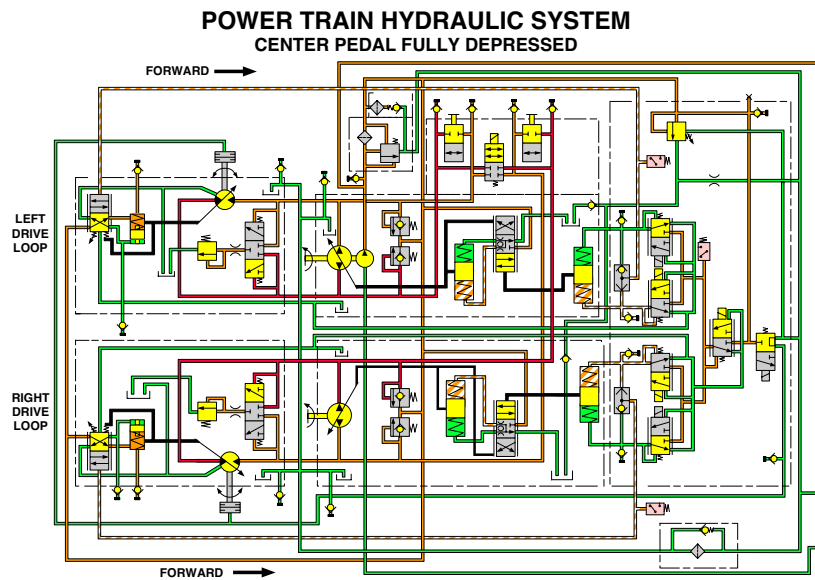 POWER TRAIN HYDRAULIC SYSTEM
CENTER PEDAL FULLY DEPRESSED
FORWARD
LEFT
DRIVE
LOOP
RIGHT
DRIVE
LOOP
FORWARD